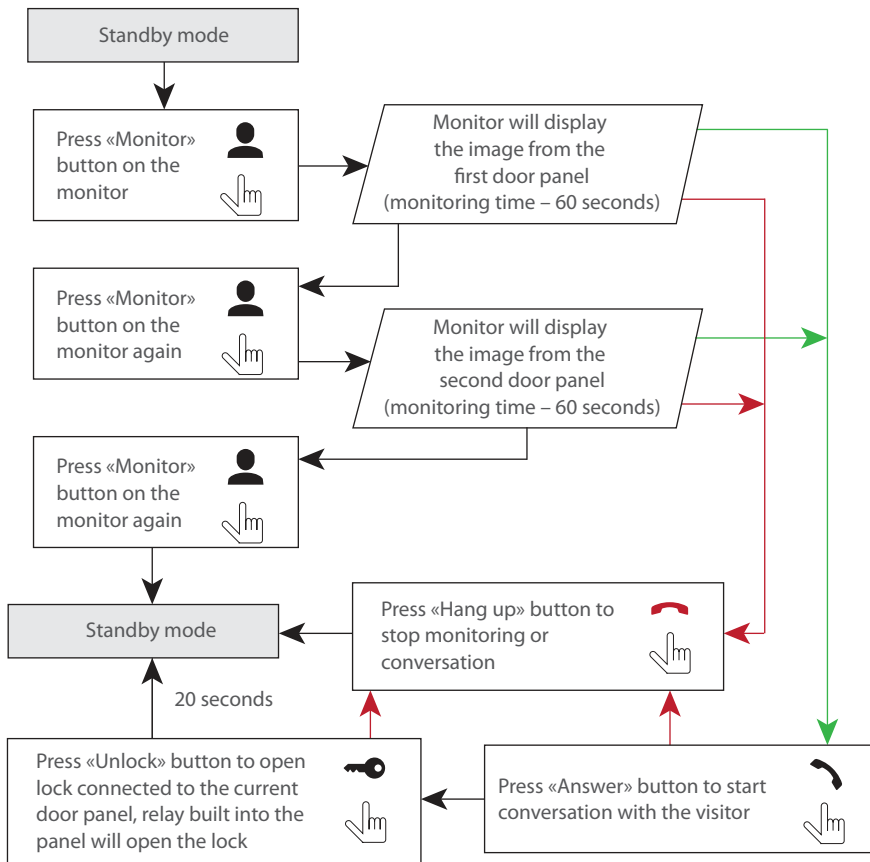 Standby mode
Press «Monitor»
button on the
monitor
Monitor will display
the image from the
first door panel
(monitoring time – 60 seconds)
Press «Monitor»
button on the
monitor again
Monitor will display
the image from the
second door panel
(monitoring time – 60 seconds)
Press «Monitor»
button on the
monitor again
Standby mode
Press «Hang up» button to
stop monitoring or
conversation
20 seconds
Press «Unlock» button to open
lock connected to the current
door panel, relay built into the
panel will open the lock
Press «Answer» button to start
conversation with the visitor